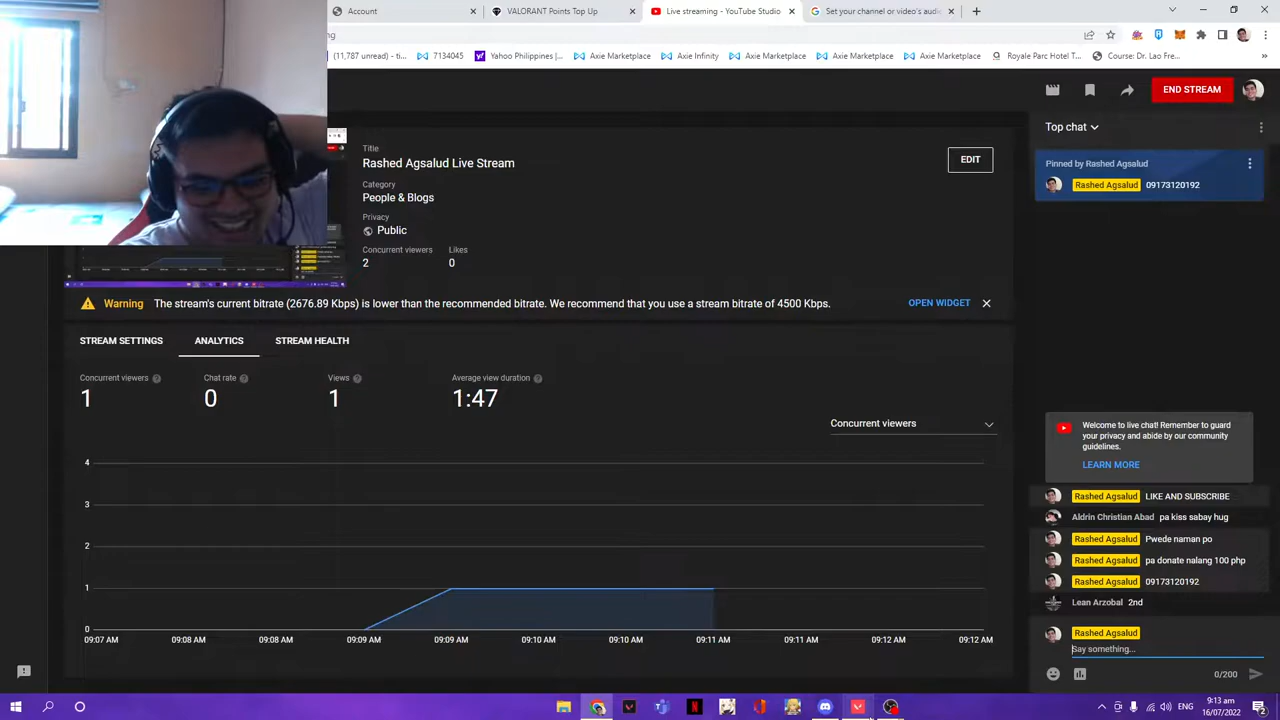 Account
VALORANT Points Top Up
Live streaming - YouTube Studio
Set your channel or video's audi
ng
(11,787 unread) - ti...
7134045
Yahoo Philippines |...
Axie Marketplace
Axie Infinity
Axie Marketplace
Axie Marketplace
Axie Marketplace
Royale Parc Hotel T...
Course: Dr. Lao Fre...
END STREAM
Title
Rashed Agsalud Live Stream
EDIT
Category
People & Blogs
Privacy
Public
Concurrent viewers Likes
2 0
Warning The stream's current bitrate (2676.89 Kbps) is lower than the recommended bitrate. We recommend that you use a stream bitrate of 4500 Kbps. OPEN WIDGET
STREAM SETTINGS ANALYTICS STREAM HEALTH
Concurrent viewers Chat rate Views Average view duration
1 0 1 1:47
Concurrent viewers
4
3
2
1
0
09:07 AM 09:08 AM 09:08 AM 09:09 AM 09:09 AM 09:10 AM 09:10 AM 09:11 AM 09:11 AM 09:12 AM 09:12 AM
Top chat
Pinned by Rashed Agsalud
Rashed Agsalud 09173120192
Welcome to live chat! Remember to guard
your privacy and abide by our community
guidelines.
LEARN MORE
Rashed Agsalud LIKE AND SUBSCRIBE
Aldrin Christian Abad pa kiss sabay hug
Rashed Agsalud Pwede naman po
Rashed Agsalud pa donate nalang 100 php
Rashed Agsalud 09173120192
Lean Arzobal 2nd
Rashed Agsalud
Say something...
0/200
ENG
9:13 am
16/07/2022
2